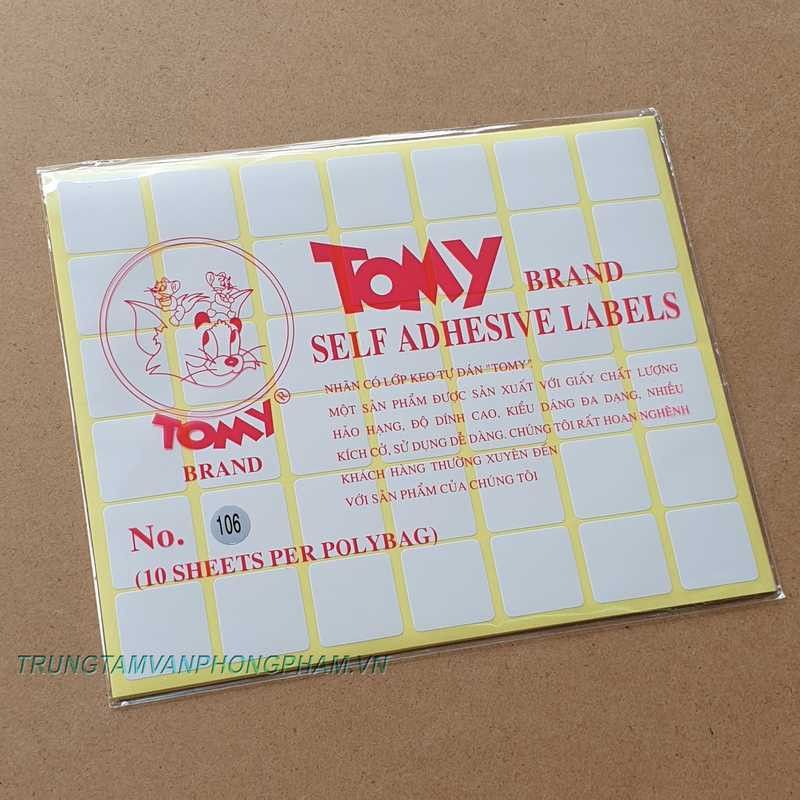 TOMY BRAND
SELF ADHESIVE LABELS
NHÃN CÓ LỚP KEO TỰ DÁN "TOMY"
MỘT SẢN PHẨM ĐƯỢC SẢN XUẤT VỚI GIẤY CHẤT LƯỢNG
HẢO HẠNG, ĐỘ DÍNH CAO, KIỂU DÁNG ĐA DẠNG, NHIỀU
KÍCH CỞ, SỬ DỤNG DỄ DÀNG, CHÚNG TÔI RẤT HOAN NGHÊNH
KHÁCH HÀNG THƯỜNG XUYÊN ĐẾN
VỚI SẢN PHẨM CỦA CHÚNG TÔI
TOMY®
BRAND
No. 106
(10 SHEETS PER POLYBAG)
TRUNGTAMVANPHONGPHAM.VN